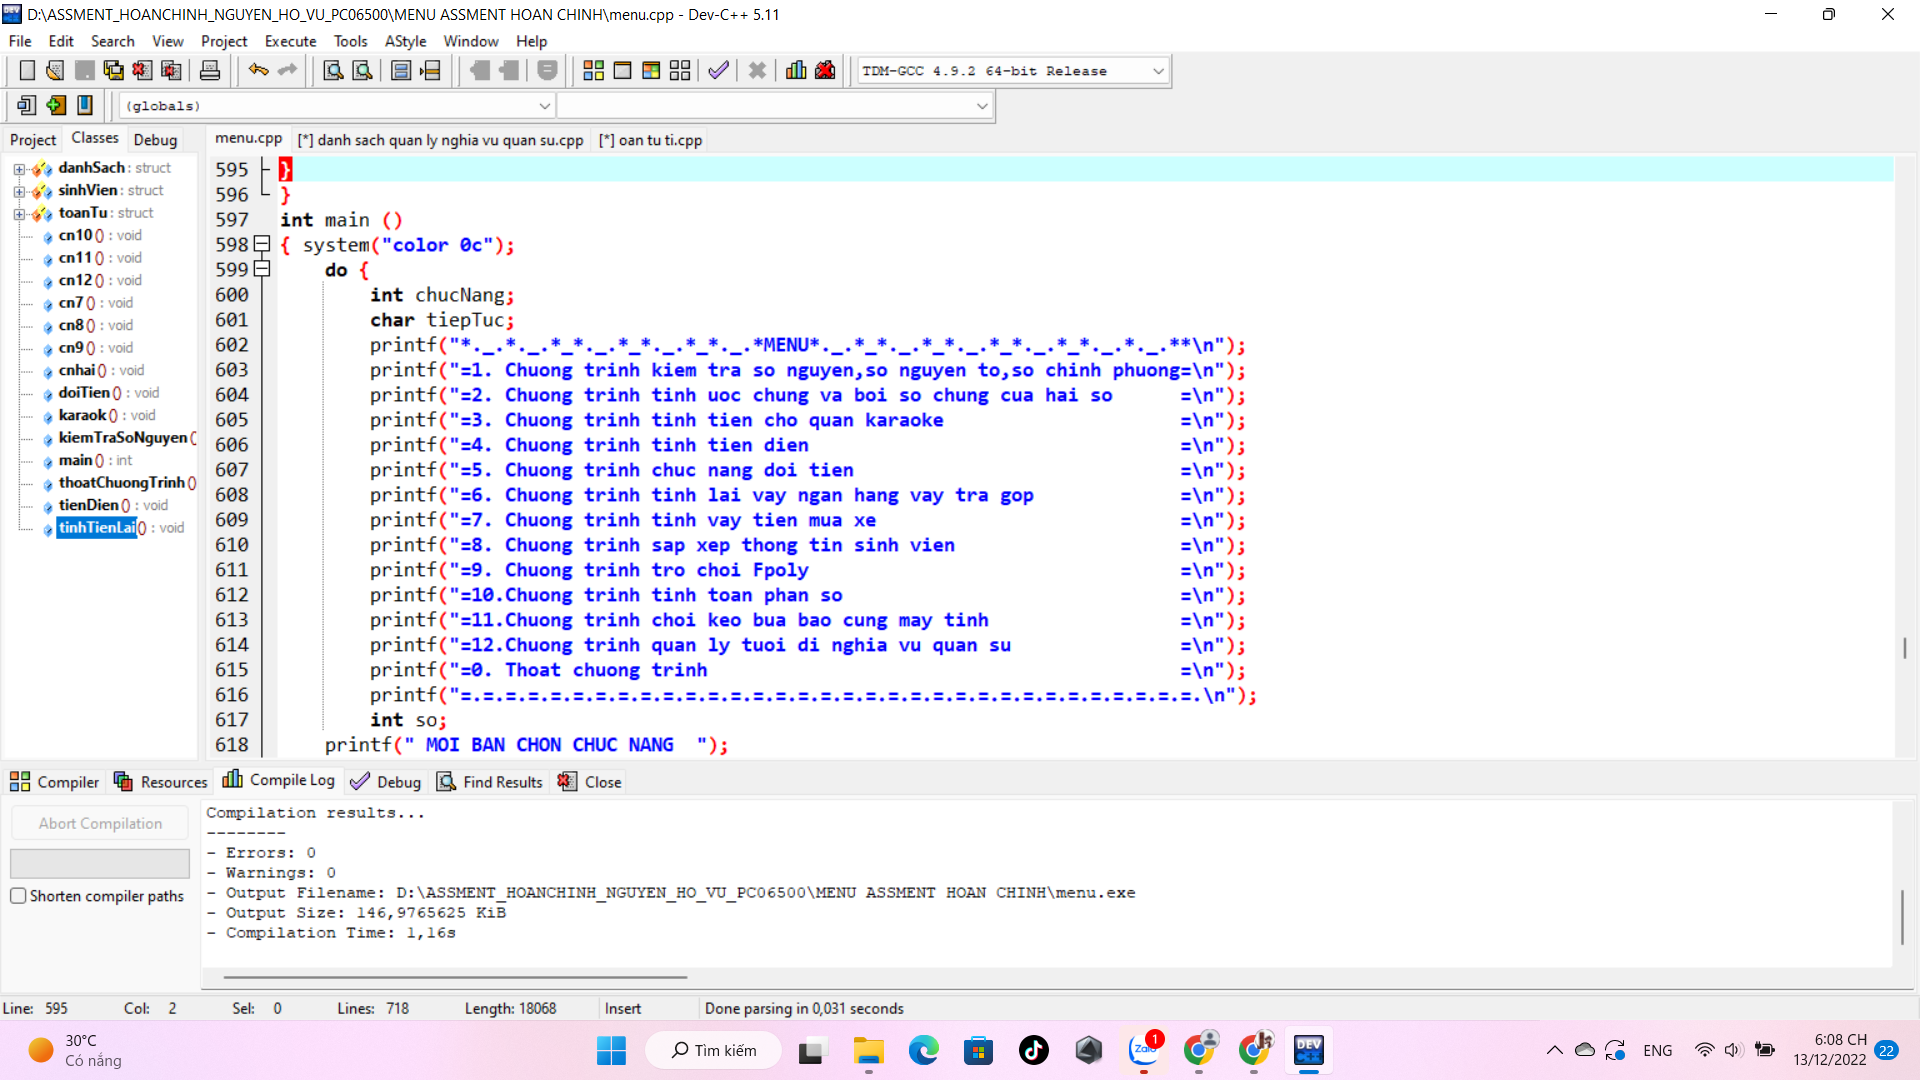 D:\ASSMENT_HOANCHINH_NGUYEN_HO_VU_PC06500\MENU ASSMENT HOAN CHINH\menu.cpp - Dev-C++ 5.11
File Edit Search View Project Execute Tools AStyle Window Help
TDM-GCC 4.9.2 64-bit Release
(globals)
Project Classes Debug
menu.cpp [*] danh sach quan ly nghia vu quan su.cpp [*] oan tu ti.cpp
danhSach : struct
sinhVien : struct
toanTu : struct
cn10 () : void
cn11 () : void
cn12 () : void
cn7 () : void
cn8 () : void
cn9 () : void
cnhai () : void
doiTien () : void
karaok () : void
kiemTraSoNguyen (
main () : int
thoatChuongTrinh ()
tienDien () : void
tinhTienLai () : void
595 }
596 }
597 int main ()
598 { system("color 0c");
599 do {
600 int chucNang;
601 char tiepTuc;
602 printf("*._.*._.*_*._.*_*._.*_*._.*MENU*._.*_*._.*_*._.*_*._.*_*._.*._.**\n");
603 printf("=1. Chuong trinh kiem tra so nguyen,so nguyen to,so chinh phuong=\n");
604 printf("=2. Chuong trinh tinh uoc chung va boi so chung cua hai so      =\n");
605 printf("=3. Chuong trinh tinh tien cho quan karaoke                     =\n");
606 printf("=4. Chuong trinh tinh tien dien                                 =\n");
607 printf("=5. Chuong trinh chuc nang doi tien                             =\n");
608 printf("=6. Chuong trinh tinh lai vay ngan hang vay tra gop             =\n");
609 printf("=7. Chuong trinh tinh vay tien mua xe                           =\n");
610 printf("=8. Chuong trinh sap xep thong tin sinh vien                    =\n");
611 printf("=9. Chuong trinh tro choi Fpoly                                 =\n");
612 printf("=10.Chuong trinh tinh toan phan so                              =\n");
613 printf("=11.Chuong trinh choi keo bua bao cung may tinh                 =\n");
614 printf("=12.Chuong trinh quan ly tuoi di nghia vu quan su               =\n");
615 printf("=0. Thoat chuong trinh                                          =\n");
616 printf("=.=.=.=.=.=.=.=.=.=.=.=.=.=.=.=.=.=.=.=.=.=.=.=.=.=.=.=.=.=.=.=.=.\n");
617 int so;
618 printf(" MOI BAN CHON CHUC NANG  ");
Compiler Resources Compile Log Debug Find Results Close
Abort Compilation
Shorten compiler paths
Compilation results...
--------
- Errors: 0
- Warnings: 0
- Output Filename: D:\ASSMENT_HOANCHINH_NGUYEN_HO_VU_PC06500\MENU ASSMENT HOAN CHINH\menu.exe
- Output Size: 146,9765625 KiB
- Compilation Time: 1,16s
Line: 595 Col: 2 Sel: 0 Lines: 718 Length: 18068 Insert Done parsing in 0,031 seconds
30°C
Có nắng
Tìm kiếm
Zalo
1
DEV
C++
ENG
6:08 CH
13/12/2022
22